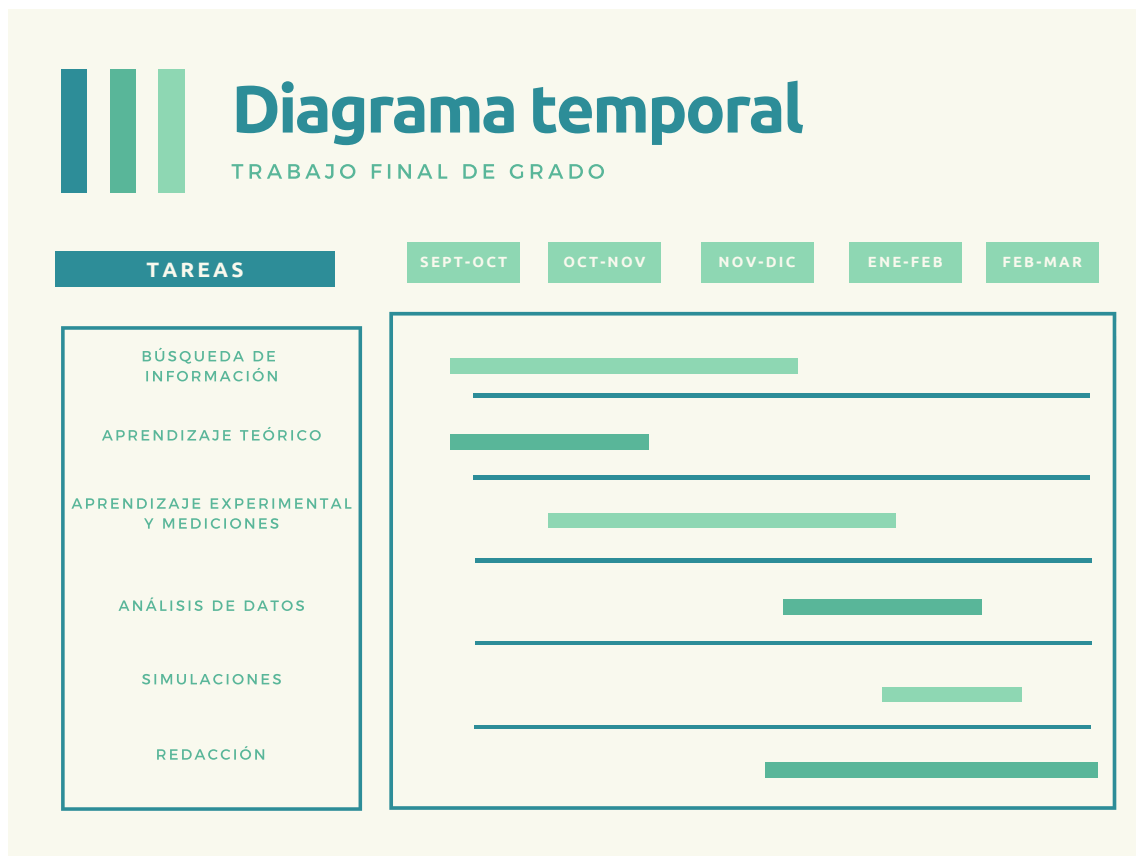 Diagrama temporal
TRABAJO FINAL DE GRADO
TAREAS
SEPT-OCT
OCT-NOV
NOV-DIC
ENE-FEB
FEB-MAR
BÚSQUEDA DE
INFORMACIÓN
APRENDIZAJE TEÓRICO
APRENDIZAJE EXPERIMENTAL
Y MEDICIONES
ANÁLISIS DE DATOS
SIMULACIONES
REDACCIÓN